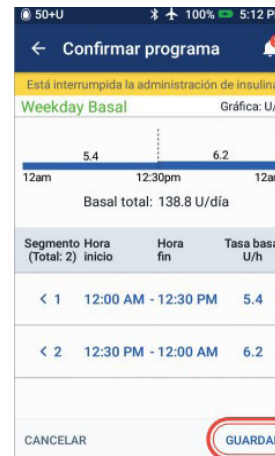 50+U 100% 5:12 P
Confirmar programa
Está interrumpida la administración de insulina
Weekday Basal Gráfica: U/
5.4 6.2
12am 12:30pm 12a
Basal total: 138.8 U/día
Segmento Hora Hora Tasa basa
(Total: 2) inicio fin U/h
< 1 12:00 AM - 12:30 PM 5.4
< 2 12:30 PM - 12:00 AM 6.2
CANCELAR GUARDAR